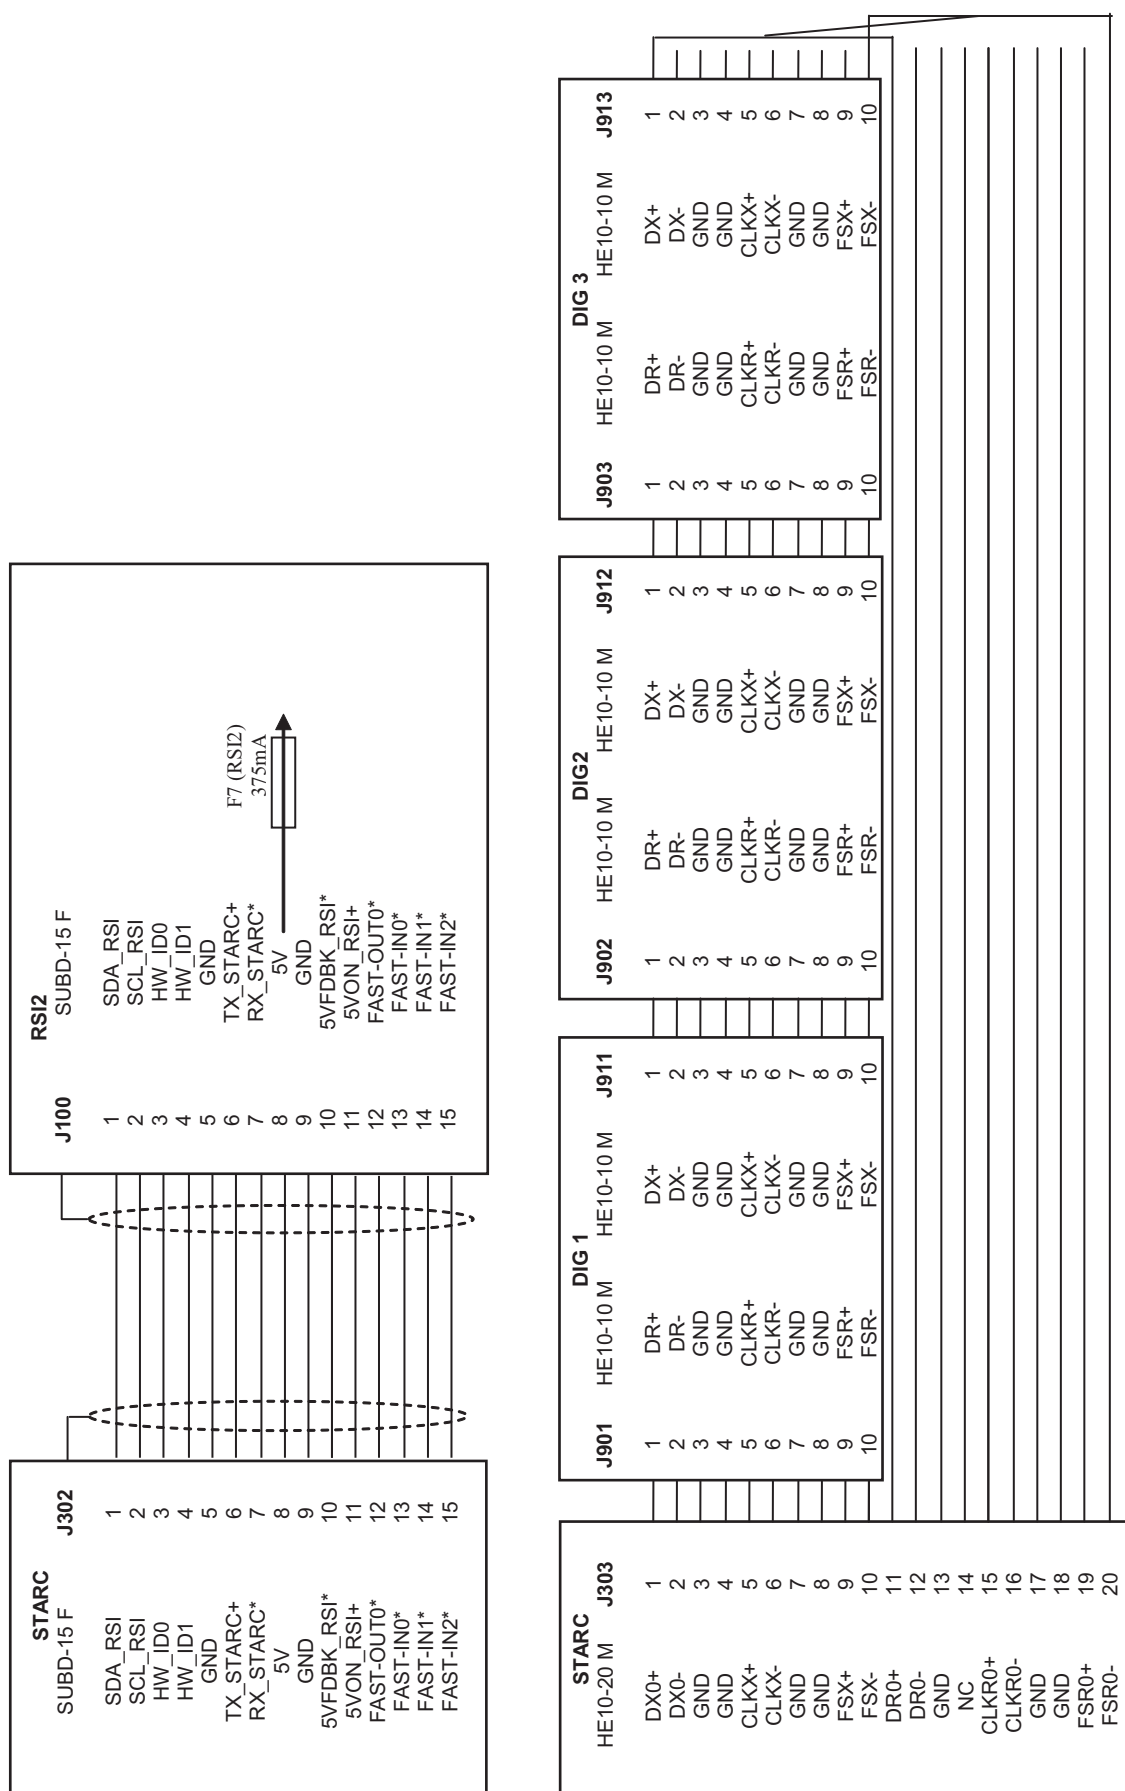 STARC
SUBD-15 F J302
SDA_RSI 1
SCL_RSI 2
HW_ID0 3
HW_ID1 4
GND 5
TX_STARC+ 6
RX_STARC* 7
5V 8
GND 9
5VFDBK_RSI* 10
5VON_RSI+ 11
FAST-OUT0* 12
FAST-IN0* 13
FAST-IN1* 14
FAST-IN2* 15
RSI2
J100 SUBD-15 F
1 SDA_RSI
2 SCL_RSI
3 HW_ID0
4 HW_ID1
5 GND
6 TX_STARC+
7 RX_STARC*
8 5V
9 GND
10 5VFDBK_RSI*
11 5VON_RSI+
12 FAST-OUT0*
13 FAST-IN0*
14 FAST-IN1*
15 FAST-IN2*
F7 (RSI2)
375mA
STARC
HE10-20 M J303
DX0+ 1
DX0- 2
GND 3
GND 4
CLKX+ 5
CLKX- 6
GND 7
GND 8
FSX+ 9
FSX- 10
DR0+ 11
DR0- 12
GND 13
NC 14
CLKR0+ 15
CLKR0- 16
GND 17
GND 18
FSR0+ 19
FSR0- 20
DIG 1
J901 HE10-10 M HE10-10 M J911
1 DR+ DX+ 1
2 DR- DX- 2
3 GND GND 3
4 GND GND 4
5 CLKR+ CLKX+ 5
6 CLKR- CLKX- 6
7 GND GND 7
8 GND GND 8
9 FSR+ FSX+ 9
10 FSR- FSX- 10
DIG2
J902 HE10-10 M HE10-10 M J912
1 DR+ DX+ 1
2 DR- DX- 2
3 GND GND 3
4 GND GND 4
5 CLKR+ CLKX+ 5
6 CLKR- CLKX- 6
7 GND GND 7
8 GND GND 8
9 FSR+ FSX+ 9
10 FSR- FSX- 10
DIG 3
J903 HE10-10 M HE10-10 M J913
1 DR+ DX+ 1
2 DR- DX- 2
3 GND GND 3
4 GND GND 4
5 CLKR+ CLKX+ 5
6 CLKR- CLKX- 6
7 GND GND 7
8 GND GND 8
9 FSR+ FSX+ 9
10 FSR- FSX- 10